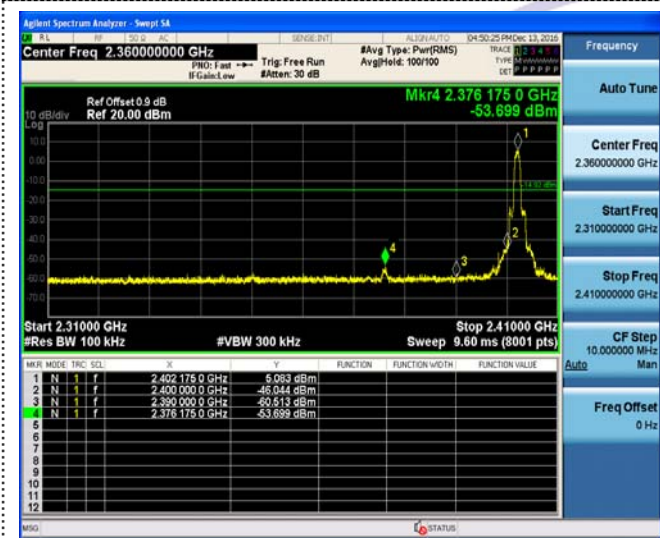 Agilent Spectrum Analyzer - Swept SA
RL RF 50 Ω AC SENSE:INT ALIGNAUTO 04:50:25 PM Dec 13, 2016
Center Freq 2.360000000 GHz
PNO: Fast
IFGain:Low
Trig: Free Run
#Atten: 30 dB
#Avg Type: Pwr(RMS)
Avg|Hold: 100/100
TRACE 1 2 3 4 5 6
TYPE
DET P P P P P P
Frequency
Ref Offset 0.9 dB
10 dB/div Ref 20.00 dBm
Log
Mkr4 2.376 175 0 GHz
-53.699 dBm
Auto Tune
10.0
0.00
-10.0
-20.0
-30.0
-40.0
-50.0
-60.0
-70.0
1
2
3
4
-14.92 dBm
Center Freq
2.360000000 GHz
Start Freq
2.310000000 GHz
Stop Freq
2.410000000 GHz
Start 2.31000 GHz Stop 2.41000 GHz
#Res BW 100 kHz #VBW 300 kHz Sweep 9.60 ms (8001 pts)
CF Step
10.000000 MHz
Auto Man
MKR MODE TRC SCL X Y FUNCTION FUNCTION WIDTH FUNCTION VALUE
1 N 1 f 2.402 175 0 GHz 5.083 dBm
2 N 1 f 2.400 000 0 GHz -46.044 dBm
3 N 1 f 2.390 000 0 GHz -60.513 dBm
4 N 1 f 2.376 175 0 GHz -53.699 dBm
5
6
7
8
9
10
11
12
Freq Offset
0 Hz
MSG STATUS